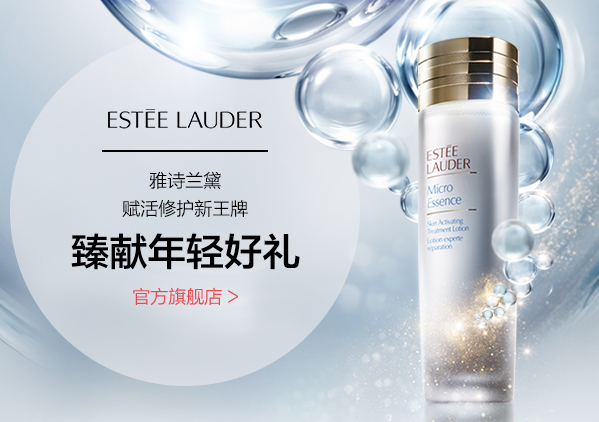 ESTĒE LAUDER
雅诗兰黛
赋活修护新王牌
臻献年轻好礼
官方旗舰店 >
ESTĒE
LAUDER
Micro
Essence
Skin Activating
Treatment Lotion
Lotion experte
réparation